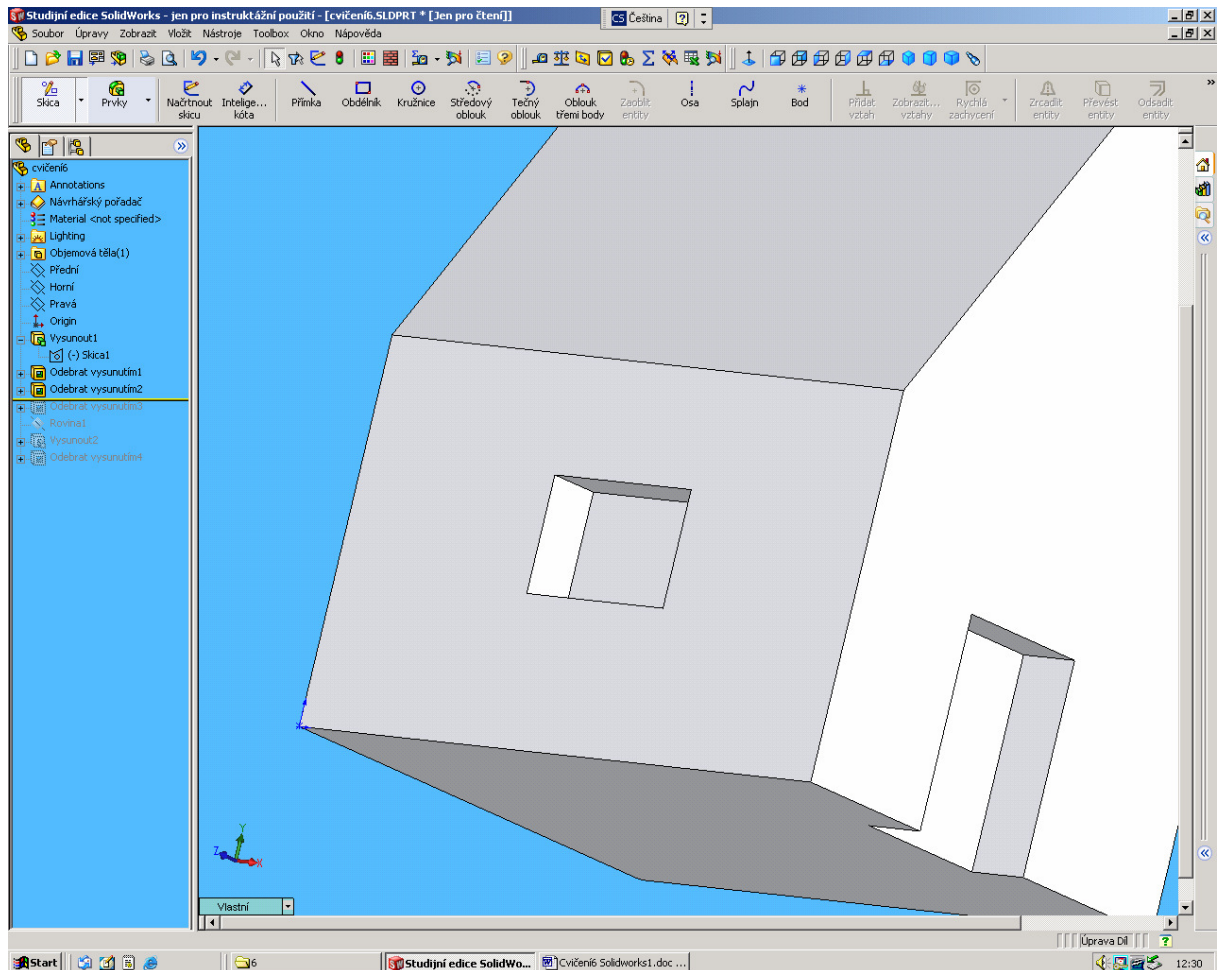 Studijní edice SolidWorks - jen pro instruktážní použití - [cvičení6.SLDPRT * [Jen pro čtení]]
CS Čeština
Soubor Úpravy Zobrazit Vložit Nástroje Toolbox Okno Nápověda
Skica Prvky Načrtnout skicu Intelige... kóta Přímka Obdélník Kružnice Středový oblouk Tečný oblouk Oblouk třemi body Zaoblit entity Osa Splajn Bod Přidat vztah Zobrazit... vztahy Rychlá zachycení Zrcadlit entity Převést entity Odsadit entity
cvičení6
Annotations
Návrhářský pořadač
Material <not specified>
Lighting
Objemová těla(1)
Přední
Horní
Pravá
Origin
Vysunout1
(-) Skica1
Odebrat vysunutím1
Odebrat vysunutím2
Odebrat vysunutím3
Rovina1
Vysunout2
Odebrat vysunutím4
Y
Z
X
Vlastní
Úprava Díl
Start
6
Studijní edice SolidWo...
Cvičení6 Solidworks1.doc ...
12:30